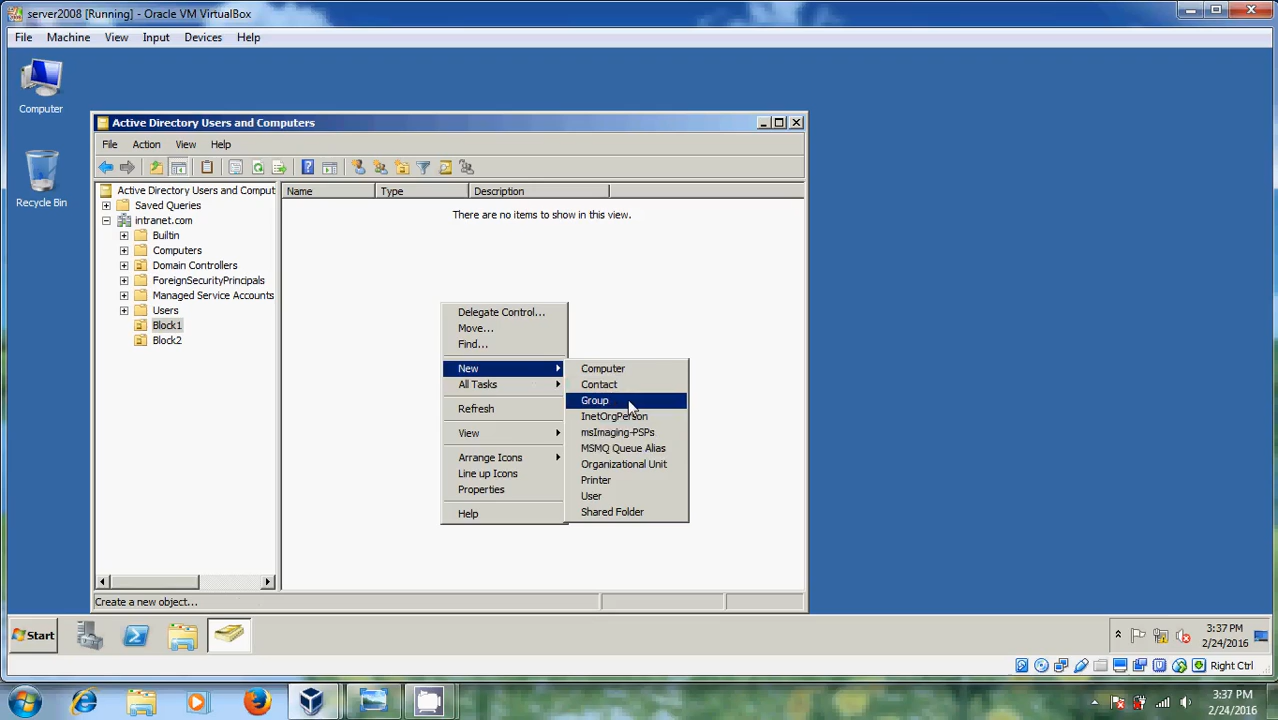 server2008 [Running] - Oracle VM VirtualBox
File Machine View Input Devices Help
Computer
Recycle Bin
Active Directory Users and Computers
File Action View Help
Active Directory Users and Comput
Saved Queries
intranet.com
Builtin
Computers
Domain Controllers
ForeignSecurityPrincipals
Managed Service Accounts
Users
Block1
Block2
Name Type Description
There are no items to show in this view.
Delegate Control...
Move...
Find...
New
All Tasks
Refresh
View
Arrange Icons
Line up Icons
Properties
Help
Computer
Contact
Group
InetOrgPerson
msImaging-PSPs
MSMQ Queue Alias
Organizational Unit
Printer
User
Shared Folder
Create a new object...
Start
3:37 PM
2/24/2016
Right Ctrl
3:37 PM
2/24/2016